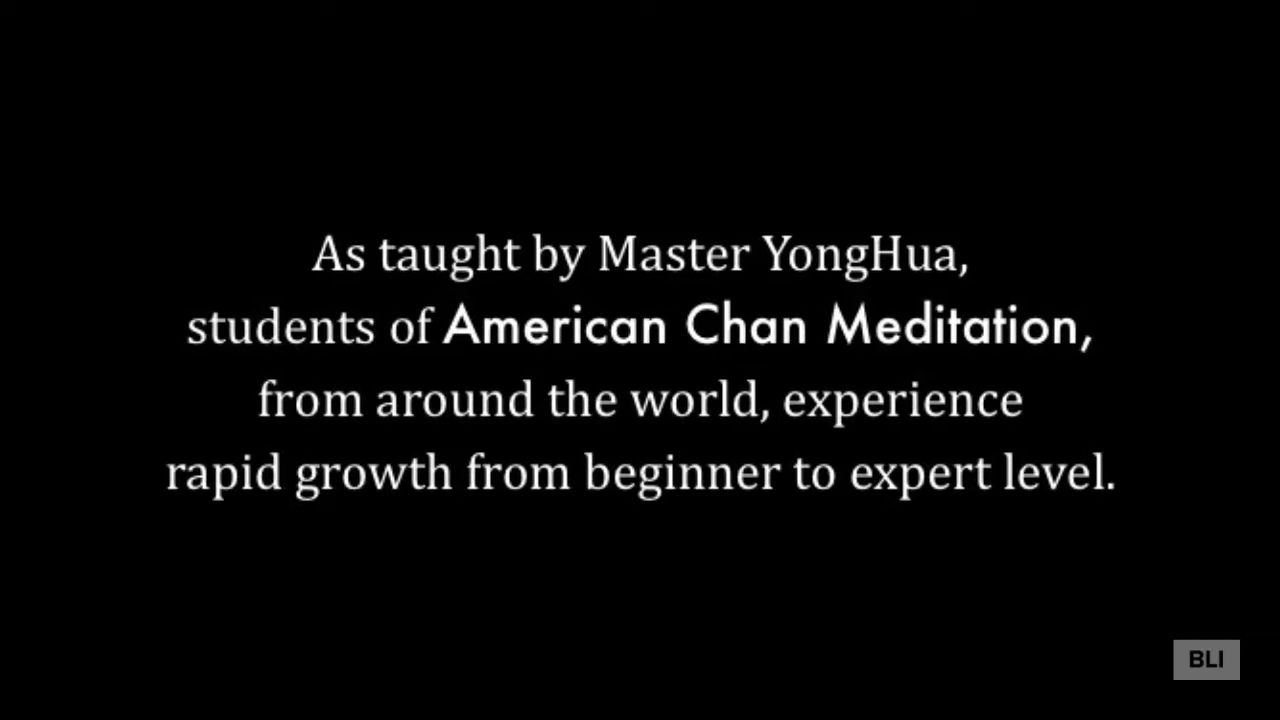 As taught by Master YongHua,
students of American Chan Meditation,
from around the world, experience
rapid growth from beginner to expert level.
BLI